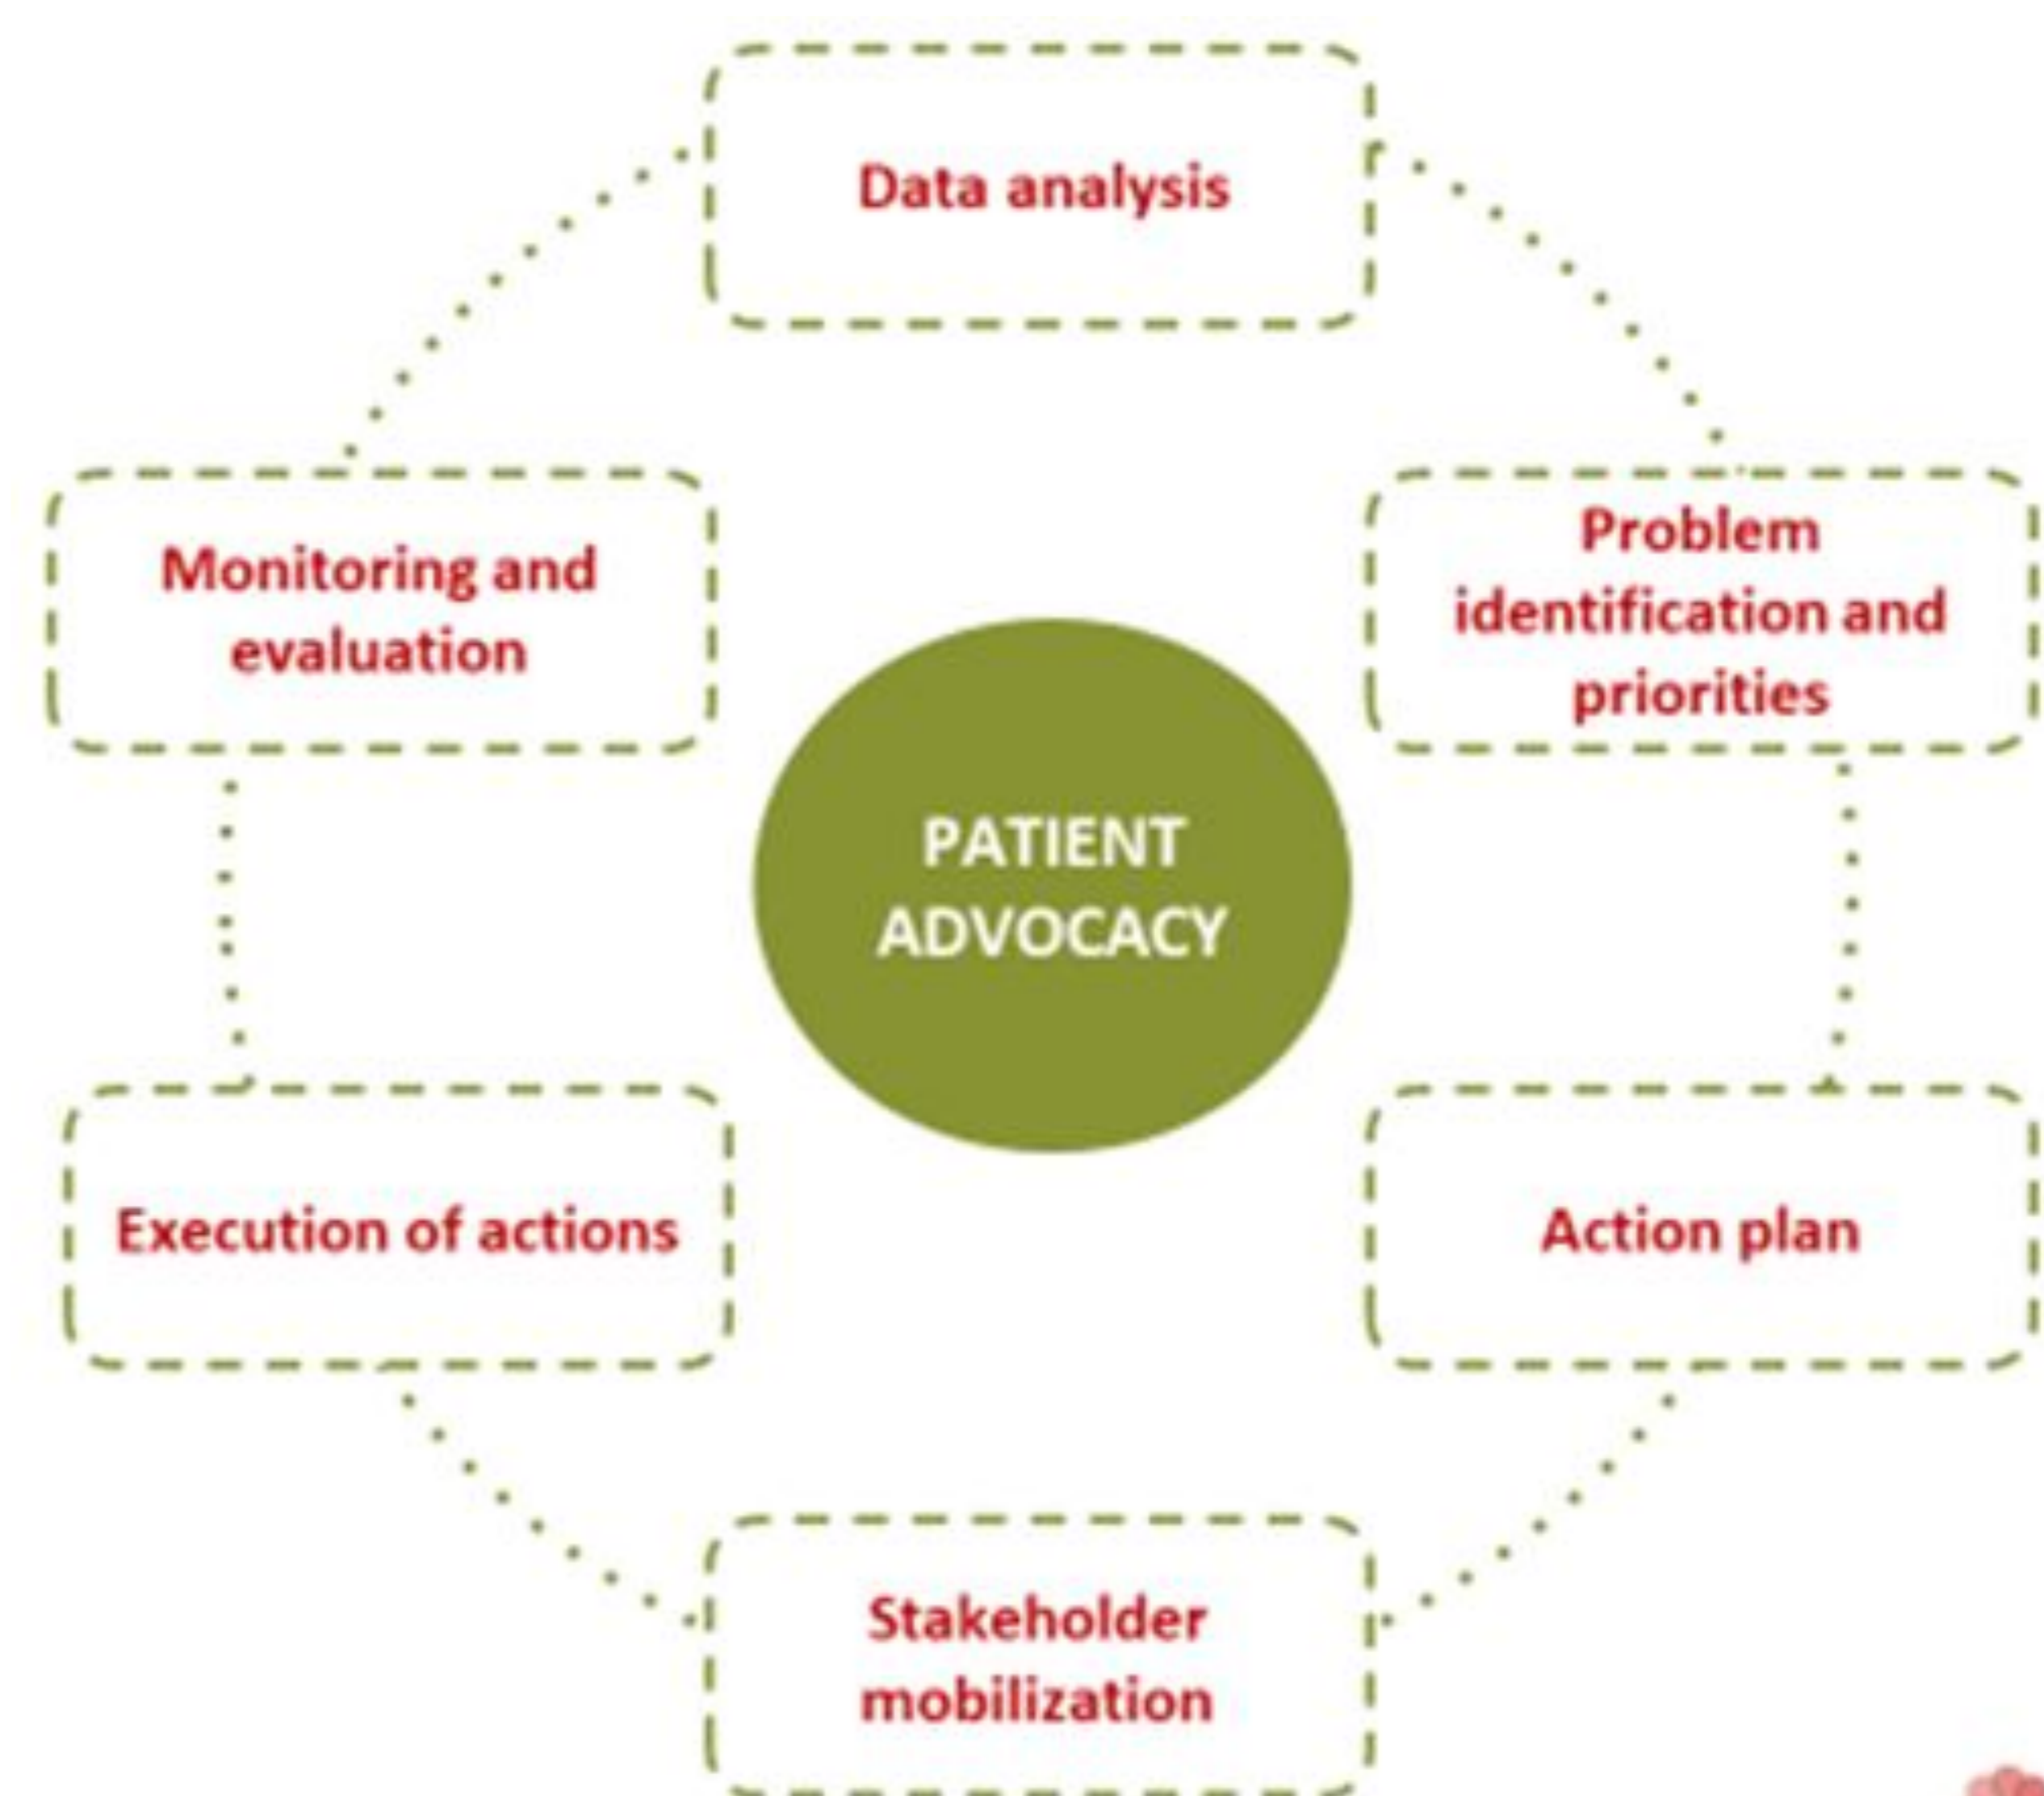 Data analysis
Monitoring and
evaluation
Problem
identification and
priorities
PATIENT
ADVOCACY
Execution of actions
Action plan
Stakeholder
mobilization